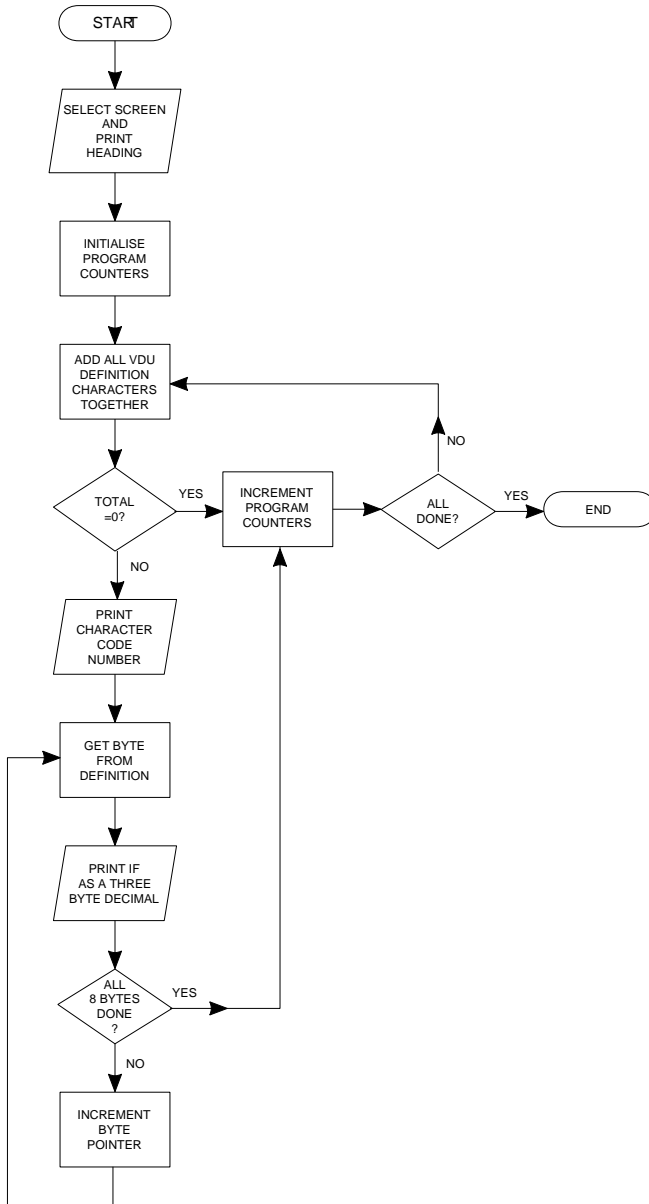 START
SELECT SCREEN
AND
PRINT
HEADING
INITIALISE
PROGRAM
COUNTERS
ADD ALL VDU
DEFINITION
CHARACTERS
TOGETHER
NO
TOTAL
=0?
YES
INCREMENT
PROGRAM
COUNTERS
ALL
DONE?
YES
END
NO
PRINT
CHARACTER
CODE
NUMBER
GET BYTE
FROM
DEFINITION
PRINT IF
AS A THREE
BYTE DECIMAL
ALL
8 BYTES
DONE
?
YES
NO
INCREMENT
BYTE
POINTER